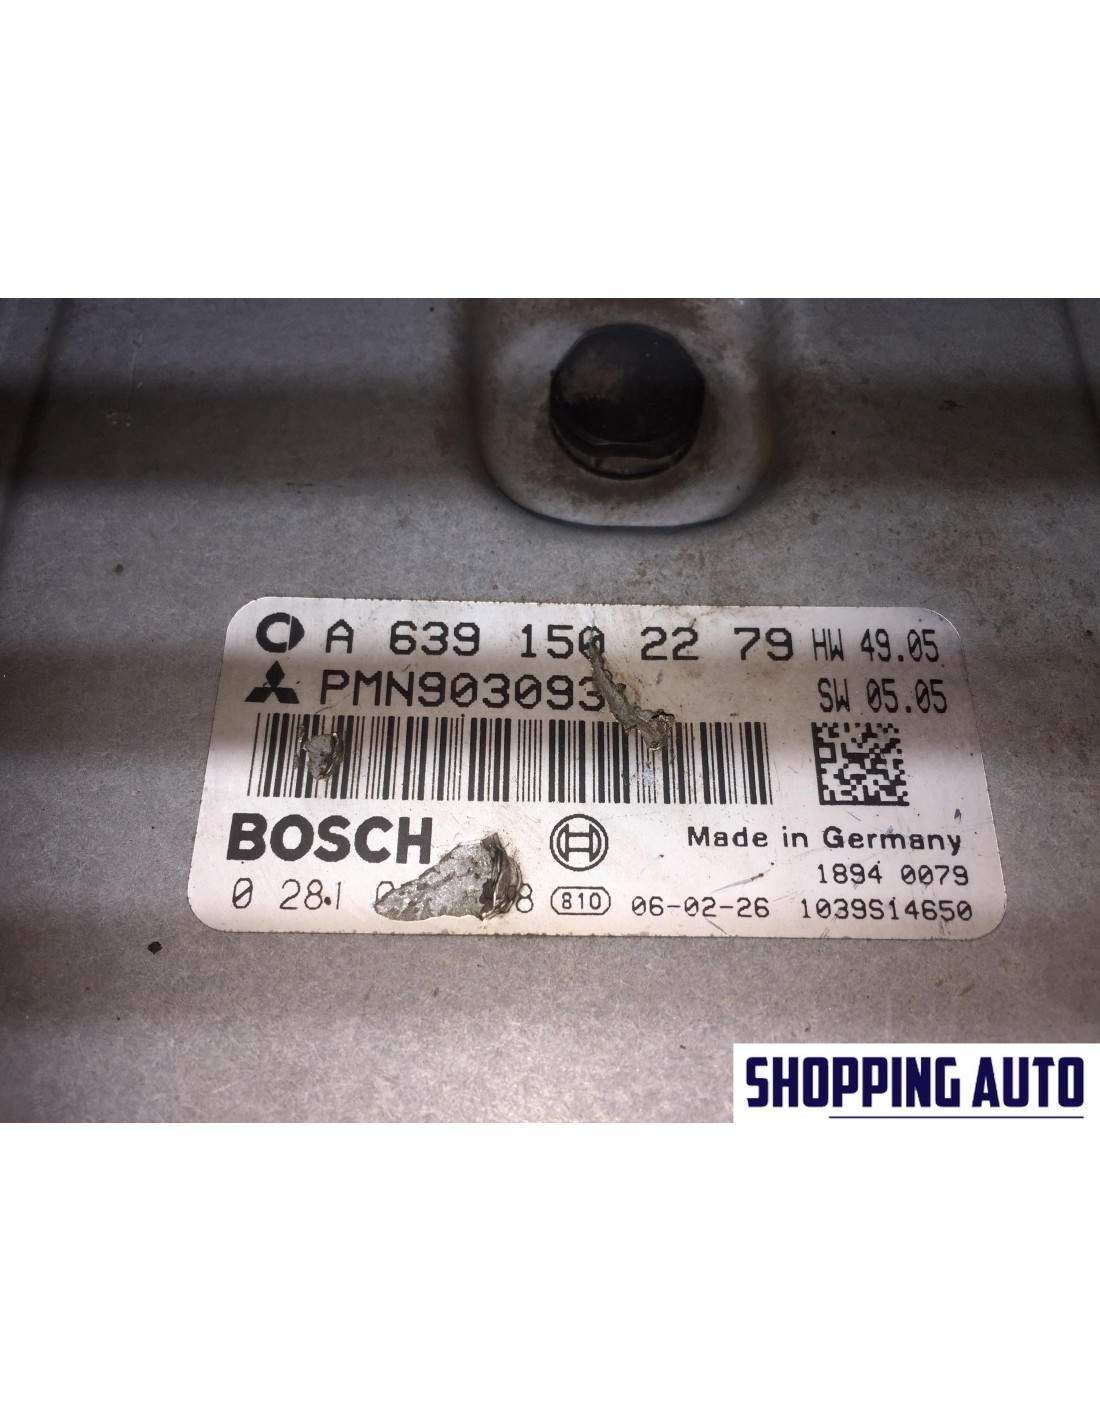 A 639 150 22 79 HW 49.05
PMN903093 SW 05.05
BOSCH
Made in Germany
1894 0079
0 281 810 06-02-26 1039S14650
SHOPPING AUTO